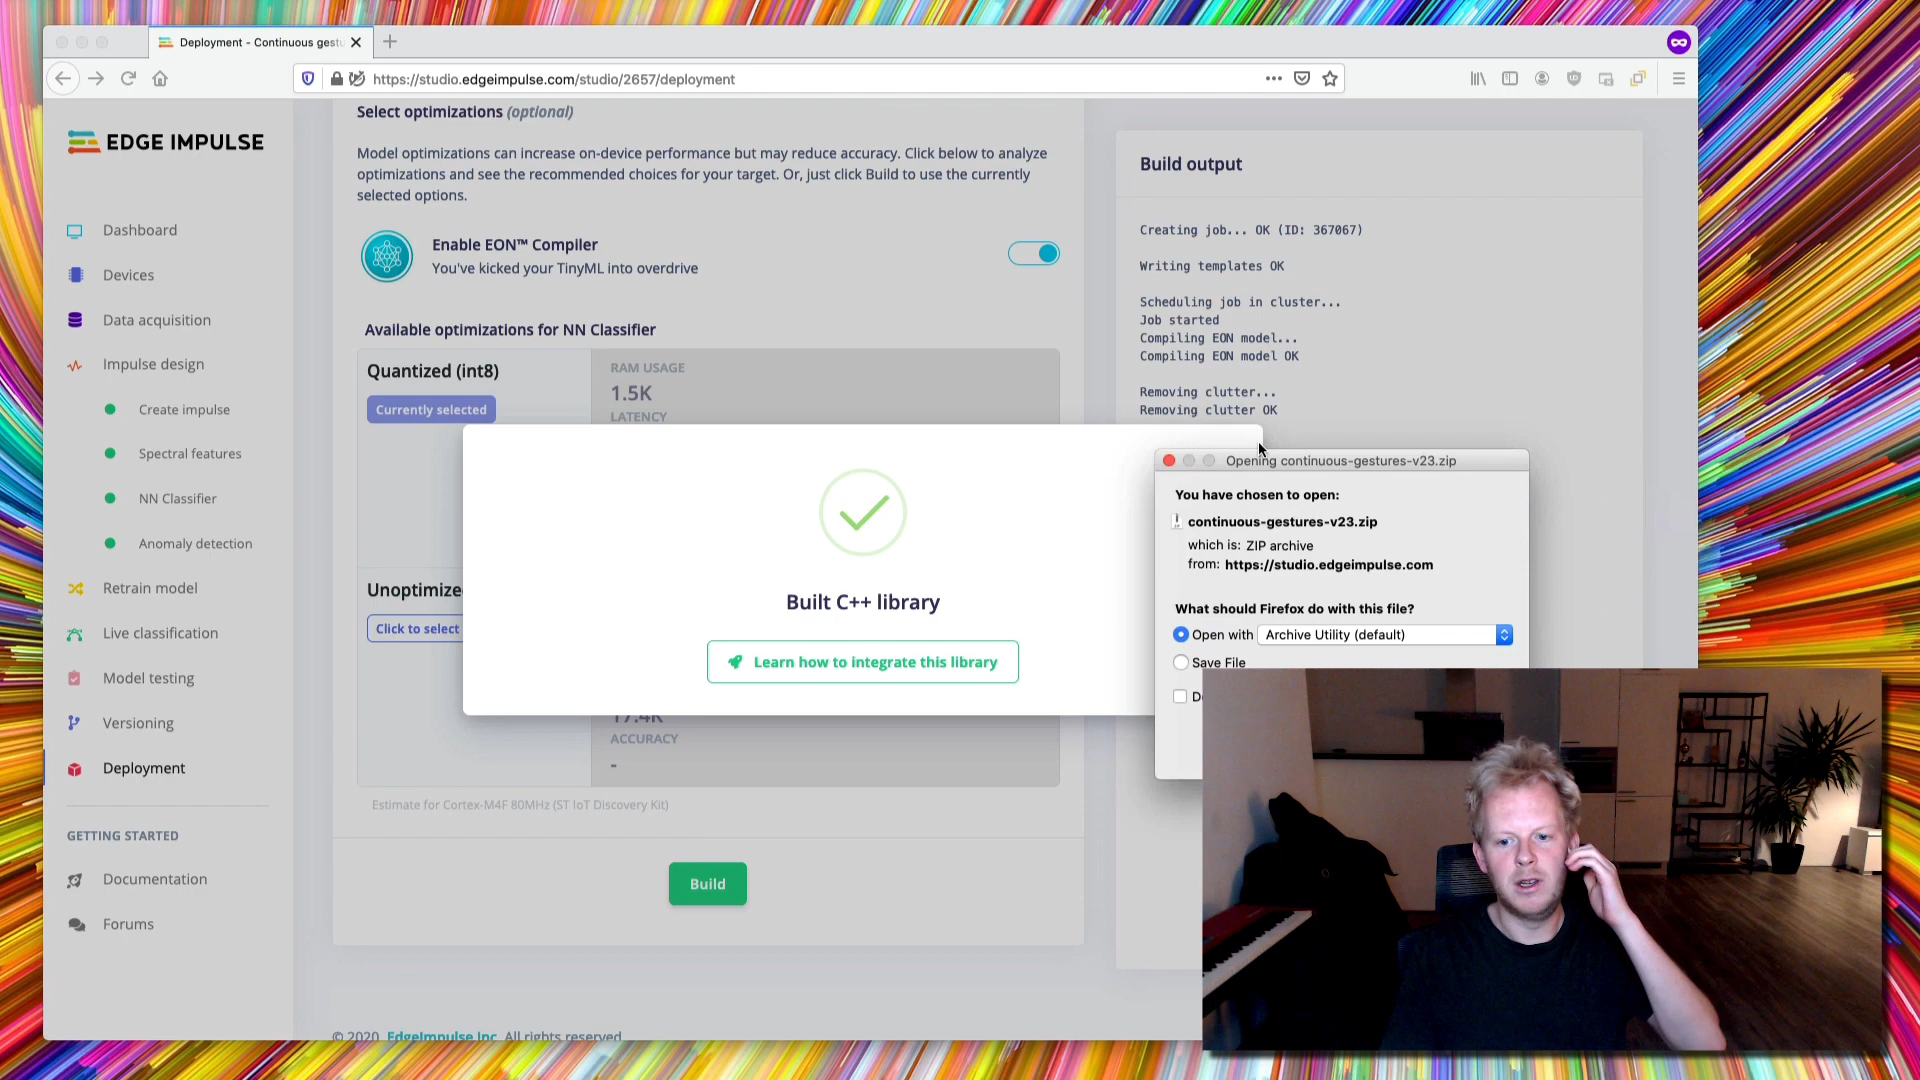 Deployment - Continuous gestu
https://studio.edgeimpulse.com/studio/2657/deployment
EDGE IMPULSE
Dashboard
Devices
Data acquisition
Impulse design
Create impulse
Spectral features
NN Classifier
Anomaly detection
Retrain model
Live classification
Model testing
Versioning
Deployment
GETTING STARTED
Documentation
Forums
Select optimizations (optional)
Model optimizations can increase on-device performance but may reduce accuracy. Click below to analyze
optimizations and see the recommended choices for your target. Or, just click Build to use the currently
selected options.
Enable EON™ Compiler
You've kicked your TinyML into overdrive
Available optimizations for NN Classifier
Quantized (int8)
Currently selected
RAM USAGE
1.5K
LATENCY
Unoptimize
Click to select
17.4K
ACCURACY
-
Estimate for Cortex-M4F 80MHz (ST IoT Discovery Kit)
Build
© 2020 EdgeImpulse Inc. All rights reserved
Built C++ library
Learn how to integrate this library
Build output
Creating job... OK (ID: 367067)
Writing templates OK
Scheduling job in cluster...
Job started
Compiling EON model...
Compiling EON model OK
Removing clutter...
Removing clutter OK
Opening continuous-gestures-v23.zip
You have chosen to open:
continuous-gestures-v23.zip
which is: ZIP archive
from: https://studio.edgeimpulse.com
What should Firefox do with this file?
Open with Archive Utility (default)
Save File
D